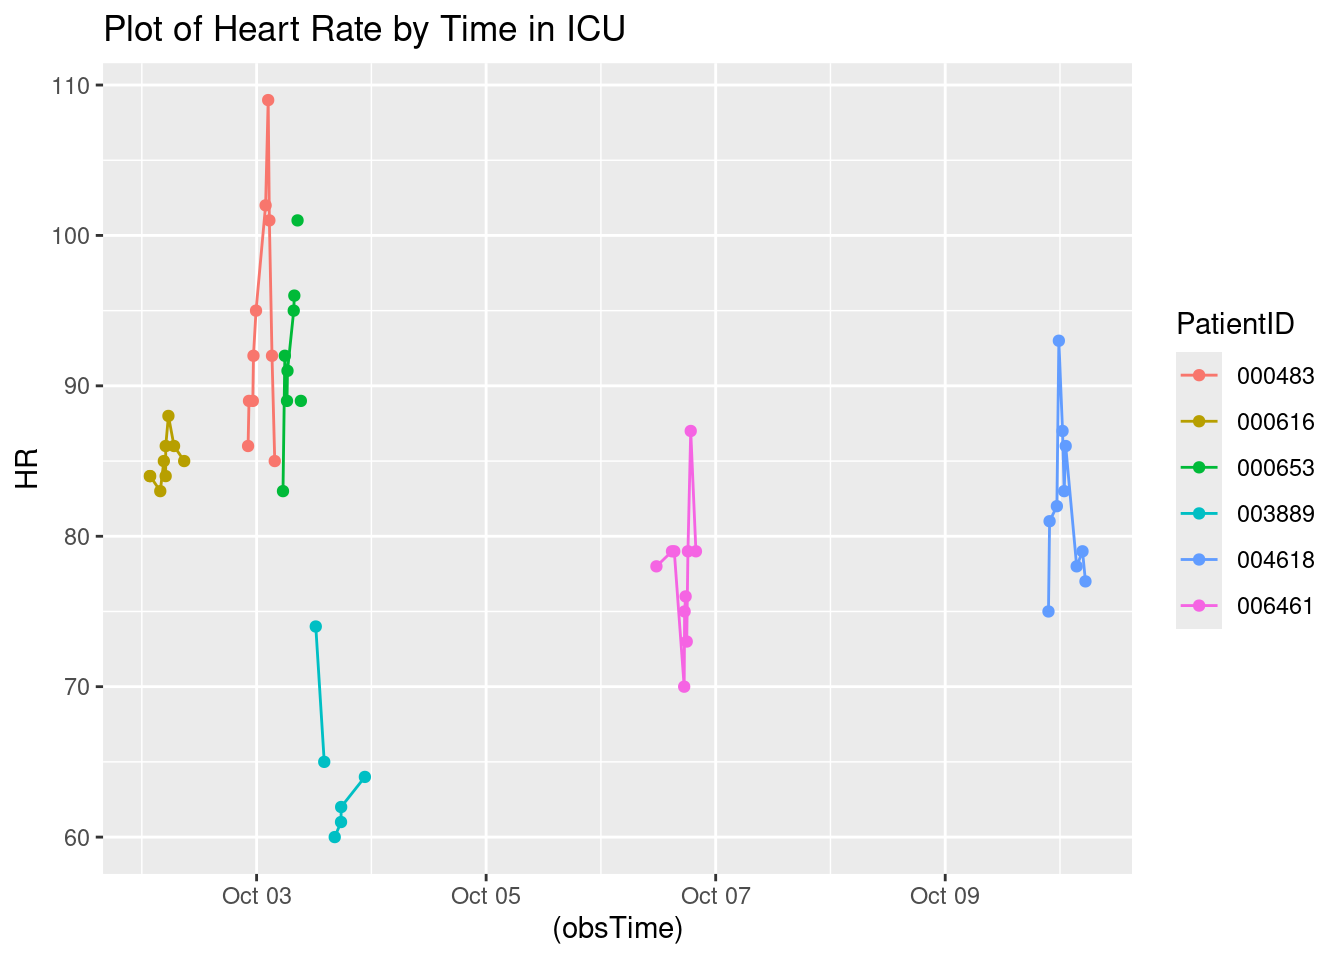 Plot of Heart Rate by Time in ICU
110
100
90
80
70
60
HR
Oct 03
Oct 05
Oct 07
Oct 09
(obsTime)
PatientID
000483
000616
000653
003889
004618
006461